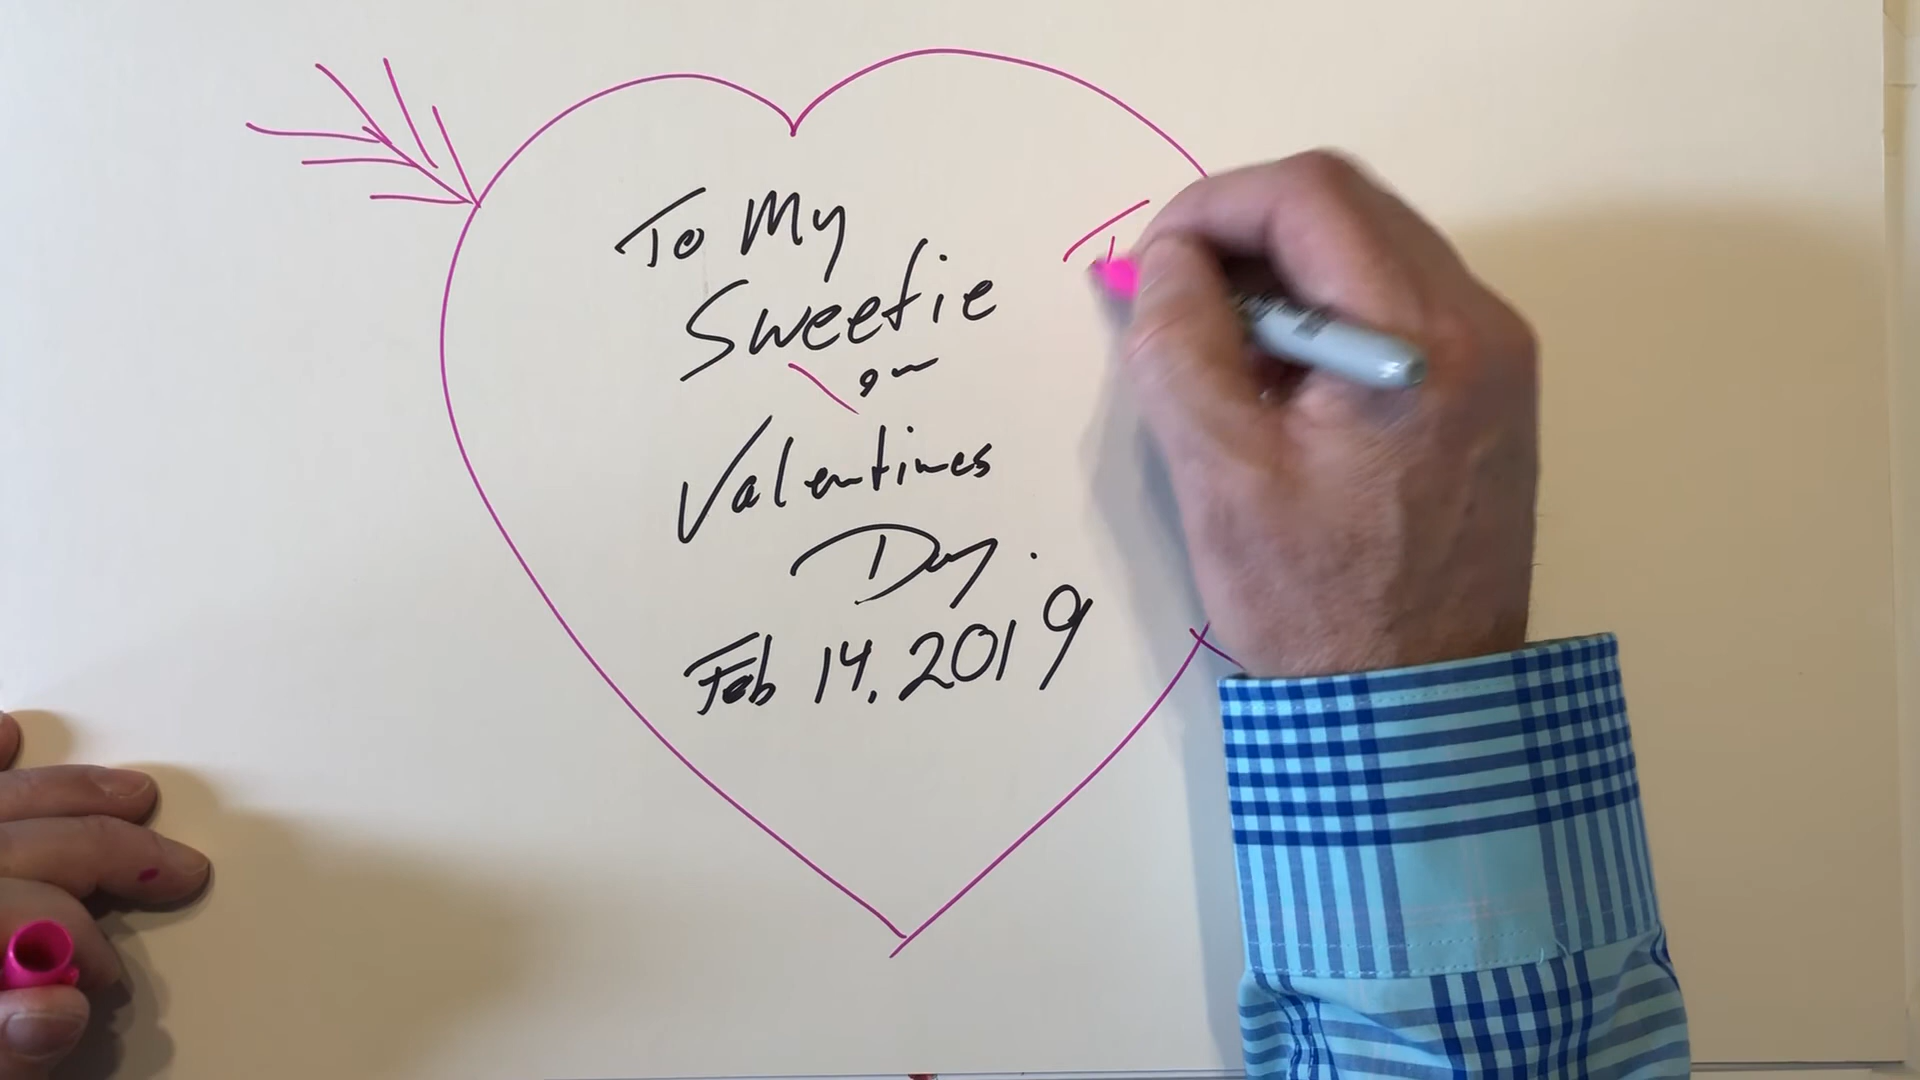 To My
Sweetie
on
Valentines
Day.
Feb 14, 2019